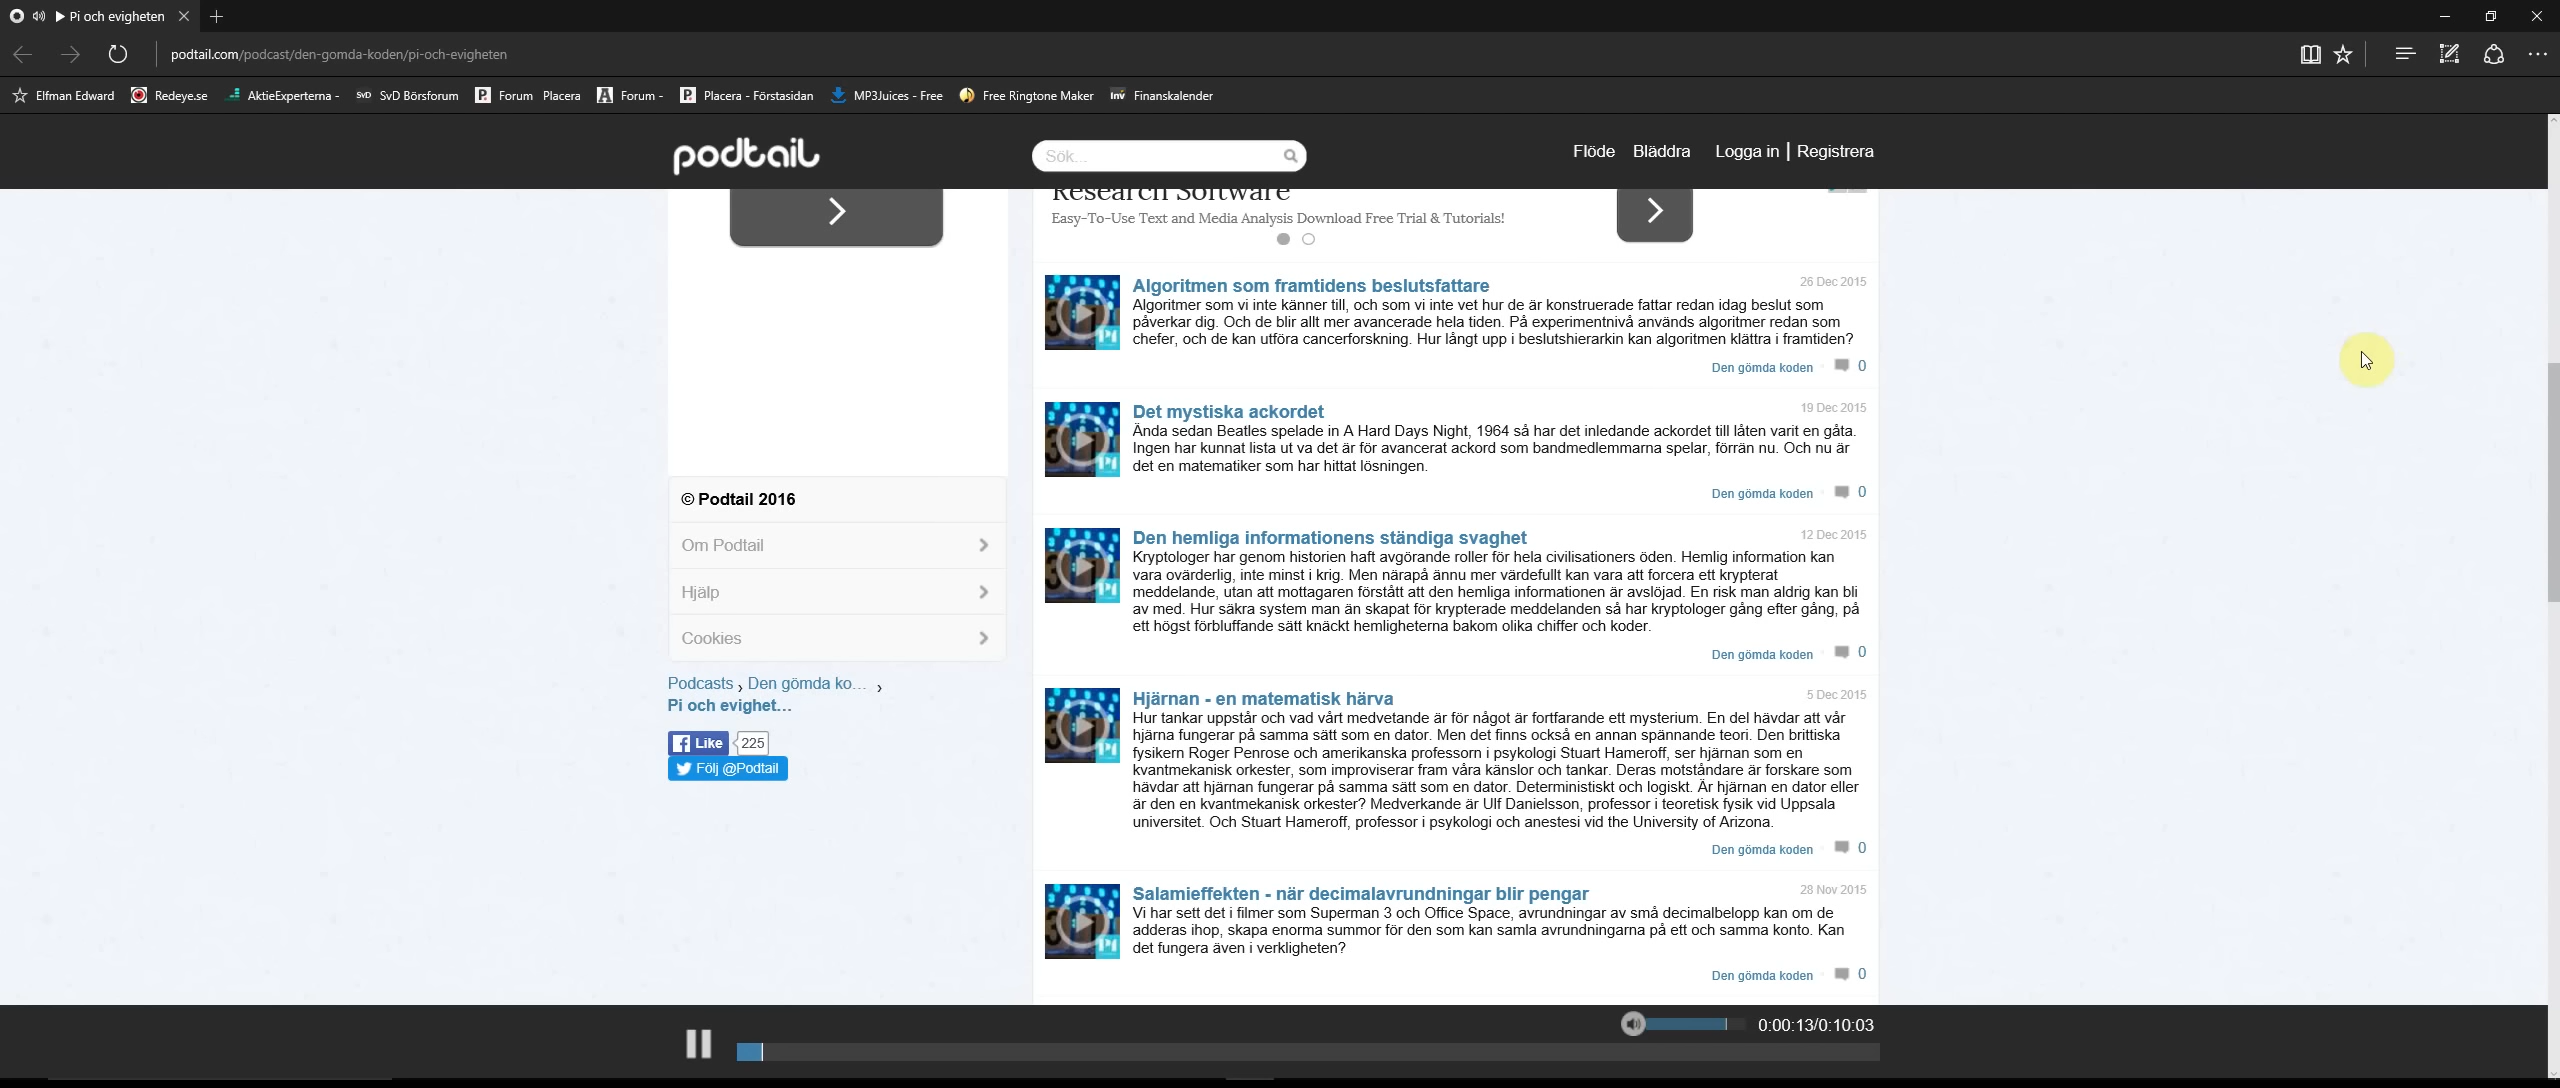 Pi och evigheten
podtail.com/podcast/den-gomda-koden/pi-och-evigheten
Elfman Edward Redeye.se AktieExperterna - SvD SvD Börsforum P. Forum Placera A Forum - P. Placera - Förstasidan MP3Juices - Free Free Ringtone Maker Inv Finanskalender
podtail
Sök...
Flöde Bläddra Logga in | Registrera
Research Software
Easy-To-Use Text and Media Analysis Download Free Trial & Tutorials!
Algoritmen som framtidens beslutsfattare
26 Dec 2015
Algoritmer som vi inte känner till, och som vi inte vet hur de är konstruerade fattar redan idag beslut som
påverkar dig. Och de blir allt mer avancerade hela tiden. På experimentnivå används algoritmer redan som
chefer, och de kan utföra cancerforskning. Hur långt upp i beslutshierarkin kan algoritmen klättra i framtiden?
Den gömda koden 0
Det mystiska ackordet
19 Dec 2015
Ända sedan Beatles spelade in A Hard Days Night, 1964 så har det inledande ackordet till låten varit en gåta.
Ingen har kunnat lista ut va det är för avancerat ackord som bandmedlemmarna spelar, förrän nu. Och nu är
det en matematiker som har hittat lösningen.
Den gömda koden 0
Den hemliga informationens ständiga svaghet
12 Dec 2015
Kryptologer har genom historien haft avgörande roller för hela civilisationers öden. Hemlig information kan
vara ovärderlig, inte minst i krig. Men närapå ännu mer värdefullt kan vara att forcera ett krypterat
meddelande, utan att mottagaren förstått att den hemliga informationen är avslöjad. En risk man aldrig kan bli
av med. Hur säkra system man än skapat för krypterade meddelanden så har kryptologer gång efter gång, på
ett högst förbluffande sätt knäckt hemligheterna bakom olika chiffer och koder.
Den gömda koden 0
Hjärnan - en matematisk härva
5 Dec 2015
Hur tankar uppstår och vad vårt medvetande är för något är fortfarande ett mysterium. En del hävdar att vår
hjärna fungerar på samma sätt som en dator. Men det finns också en annan spännande teori. Den brittiska
fysikern Roger Penrose och amerikanska professorn i psykologi Stuart Hameroff, ser hjärnan som en
kvantmekanisk orkester, som improviserar fram våra känslor och tankar. Deras motståndare är forskare som
hävdar att hjärnan fungerar på samma sätt som en dator. Deterministiskt och logiskt. Är hjärnan en dator eller
är den en kvantmekanisk orkester? Medverkande är Ulf Danielsson, professor i teoretisk fysik vid Uppsala
universitet. Och Stuart Hameroff, professor i psykologi och anestesi vid the University of Arizona.
Den gömda koden 0
Salamieffekten - när decimalavrundningar blir pengar
28 Nov 2015
Vi har sett det i filmer som Superman 3 och Office Space, avrundningar av små decimalbelopp kan om de
adderas ihop, skapa enorma summor för den som kan samla avrundningarna på ett och samma konto. Kan
det fungera även i verkligheten?
Den gömda koden 0
© Podtail 2016
Om Podtail
Hjälp
Cookies
Podcasts › Den gömda ko... ›
Pi och evighet...
Like 225
Följ @Podtail
0:00:13/0:10:03